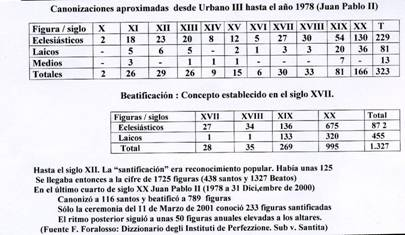 Canonizaciones aproximadas desde Urbano III hasta el año 1978 (Juan Pablo II)
Figura / siglo X XI XII XIII XIV XV XVI XVII XVIII XIX XX T
Eclesiásticos 2 18 23 20 8 12 5 27 30 54 130 229
Laicos - 5 6 5 - 2 1 3 3 20 36 81
Medios - 3 - 1 1 1 - - - 7 - 13
Totales 2 26 29 26 9 15 6 30 33 81 166 323
Beatificación : Concepto establecido en el siglo XVII.
Figuras / siglos XVII XVIII XIX XX Total
Eclesiásticos 27 34 136 675 87 2
Laicos 1 1 133 320 455
Total 28 35 269 995 1.327
Hasta el siglo XII. La "santificación" era reconocimiento popular. Había unas 125
Se llegaba entonces a la cifre de 1725 figuras (438 santos y 1327 Beatos)
En el último cuarto de siglo XX Juan Pablo II (1978 a 31 Dici,embre de 2000)
Canonizó a 116 santos y beatificó a 789 figuras
Sólo la ceremonia del 11 de Marzo de 2001 conoció 233 figuras santificadas
El ritmo posterior siguió a unas 50 figuras anuales elevadas a los altares.
(Fuente F. Foralosso: Dizzionario degli Instituti de Perfezzione. Sub v. Santita)